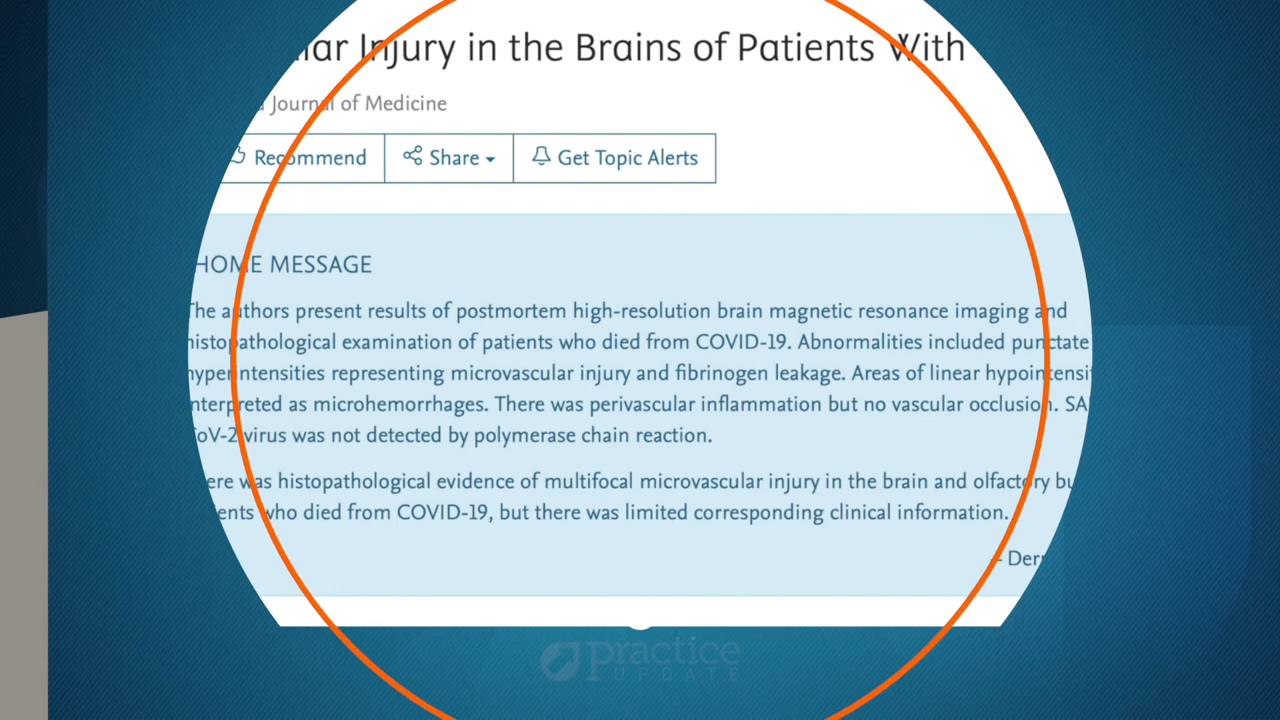 Injury in the Brains of Patients With
Journal of Medicine
Recommend Share Get Topic Alerts
HOME MESSAGE
The authors present results of postmortem high-resolution brain magnetic resonance imaging and
histopathological examination of patients who died from COVID-19. Abnormalities included punctate
hyperintensities representing microvascular injury and fibrinogen leakage. Areas of linear hypointensi
nterpreted as microhemorrhages. There was perivascular inflammation but no vascular occlusion. SA
CoV-2 virus was not detected by polymerase chain reaction.
ere was histopathological evidence of multifocal microvascular injury in the brain and olfactory bu
ents who died from COVID-19, but there was limited corresponding clinical information.
– Derr
practice
UPDATE